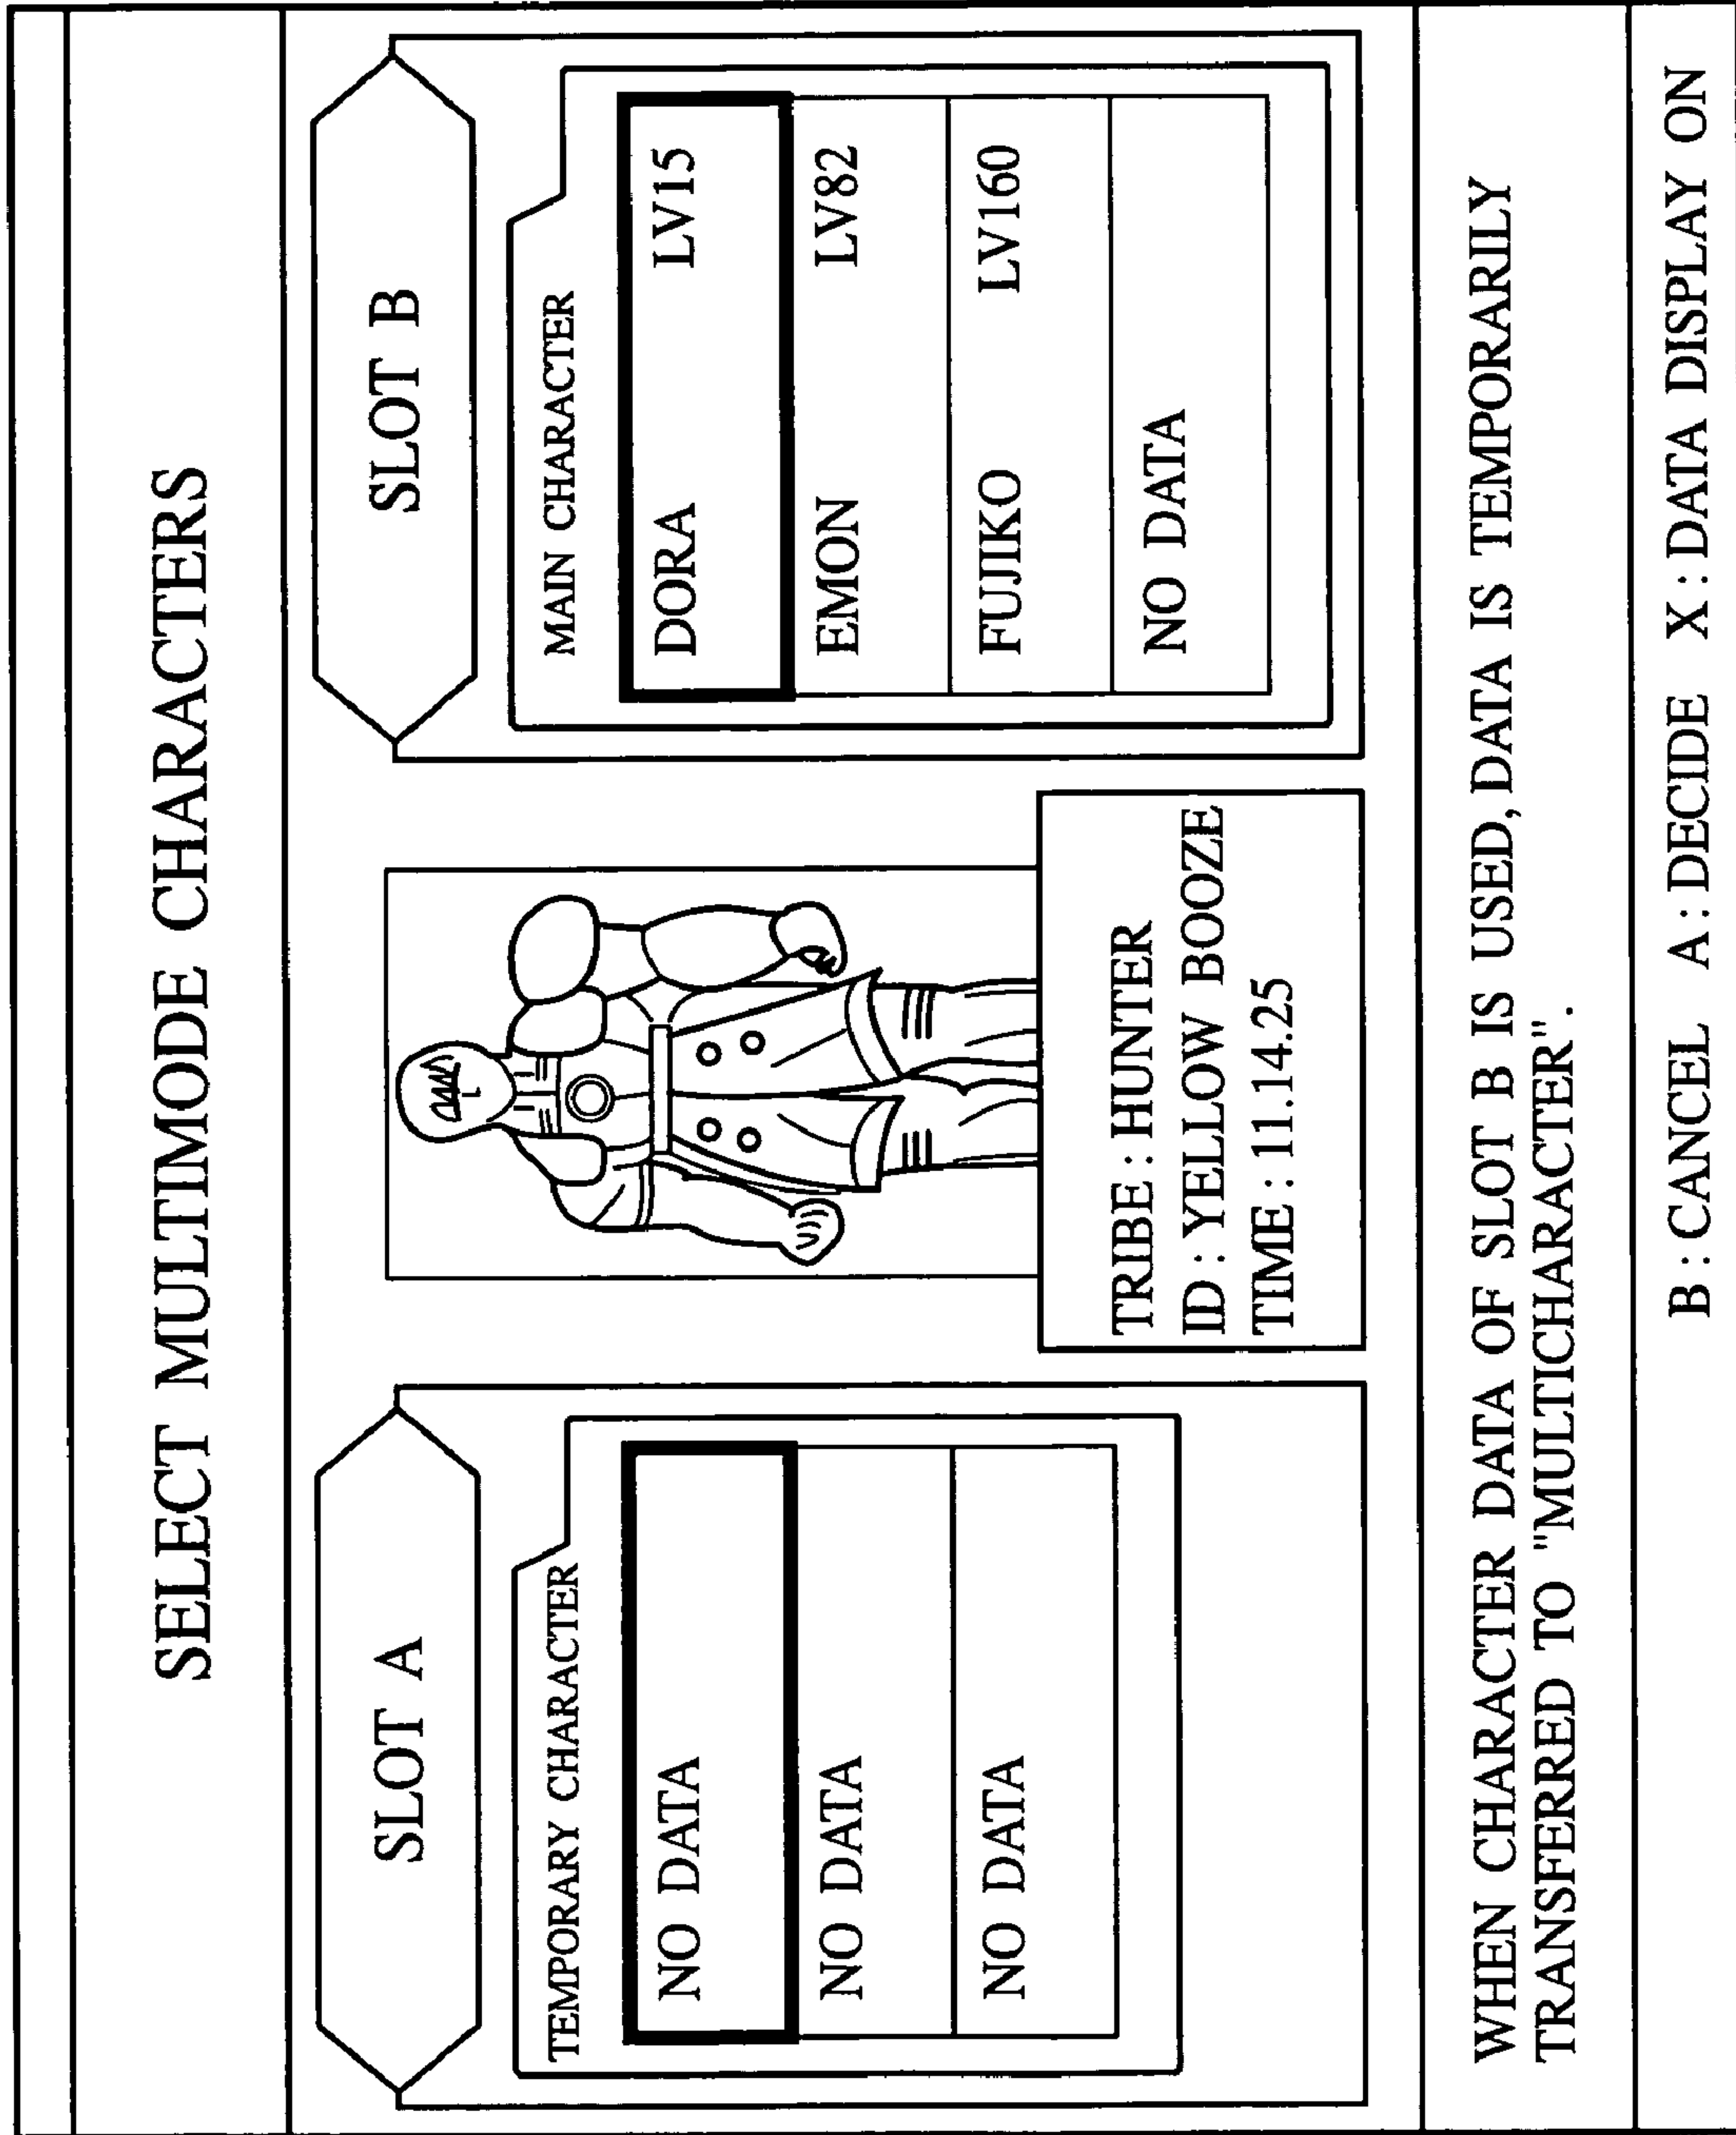 SELECT MULTIMODE CHARACTERS
SLOT A
TEMPORARY CHARACTER
NO DATA
NO DATA
NO DATA
TRIBE : HUNTER
ID : YELLOW BOOZE
TIME : 11.14.25
SLOT B
MAIN CHARACTER
DORA LV15
EMON LV82
FUJIKO LV160
NO DATA
WHEN CHARACTER DATA OF SLOT B IS USED, DATA IS TEMPORARILY
TRANSFERRED TO "MULTICHARACTER".
B : CANCEL A : DECIDE X : DATA DISPLAY ON